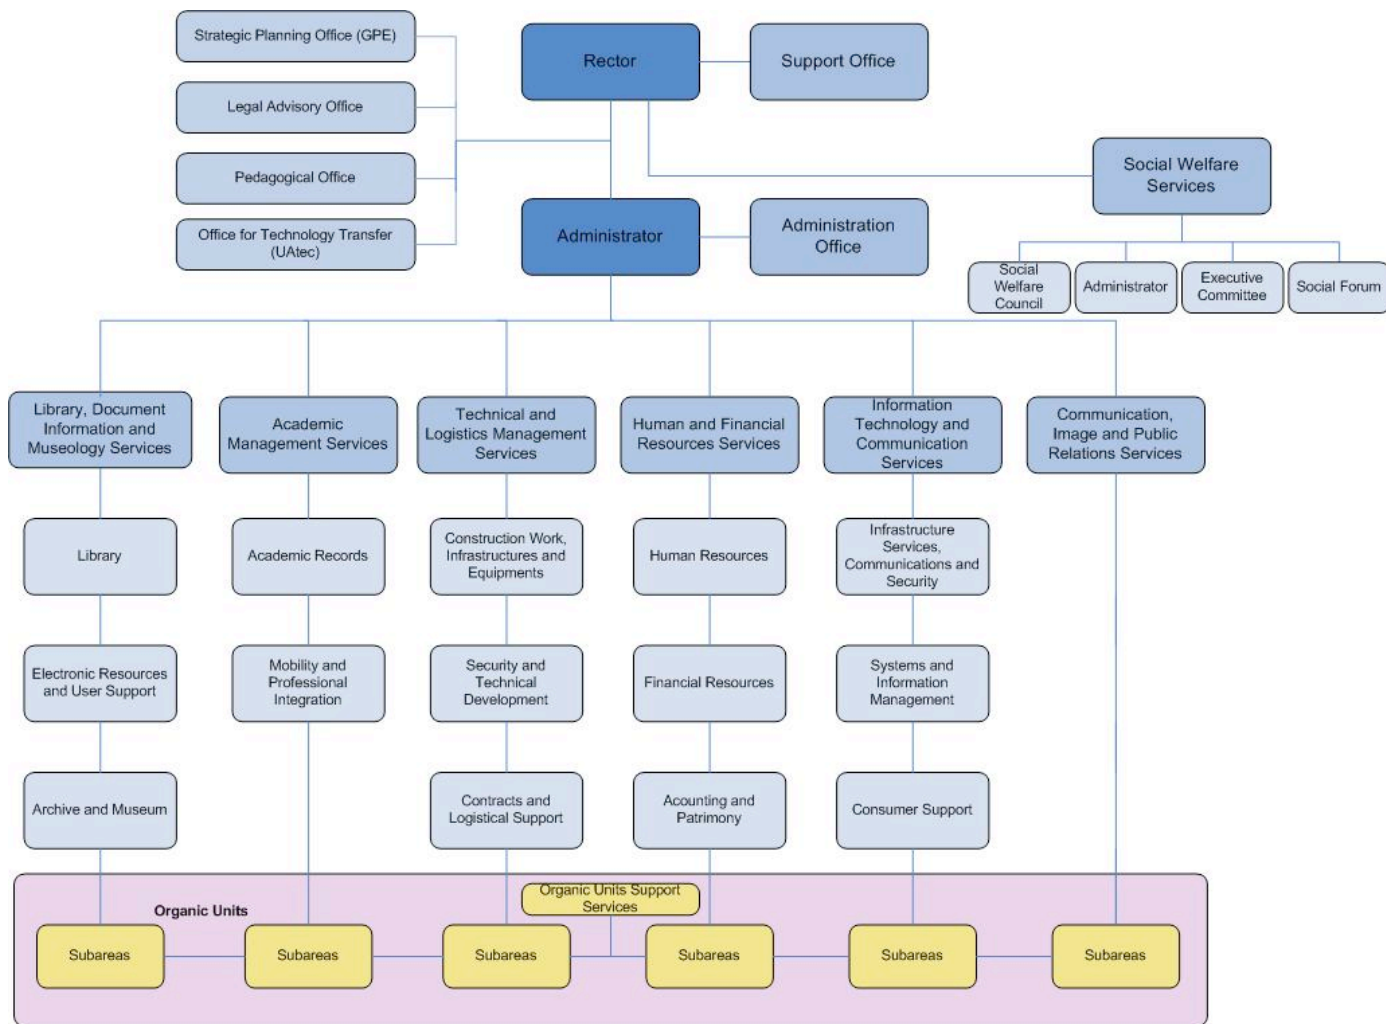 Strategic Planning Office (GPE)
Legal Advisory Office
Pedagogical Office
Office for Technology Transfer
(UAtec)
Rector
Support Office
Administrator
Administration
Office
Social Welfare
Services
Social
Welfare
Council
Administrator
Executive
Committee
Social Forum
Library, Document
Information and
Museology Services
Academic
Management Services
Technical and
Logistics Management
Services
Human and Financial
Resources Services
Information
Technology and
Communication
Services
Communication,
Image and Public
Relations Services
Library
Academic Records
Construction Work,
Infrastructures and
Equipments
Human Resources
Infrastructure
Services,
Communications and
Security
Electronic Resources
and User Support
Mobility and
Professional
Integration
Security and
Technical
Development
Financial Resources
Systems and
Information
Management
Archive and Museum
Contracts and
Logistical Support
Acounting and
Patrimony
Consumer Support
Organic Units
Organic Units Support
Services
Subareas
Subareas
Subareas
Subareas
Subareas
Subareas